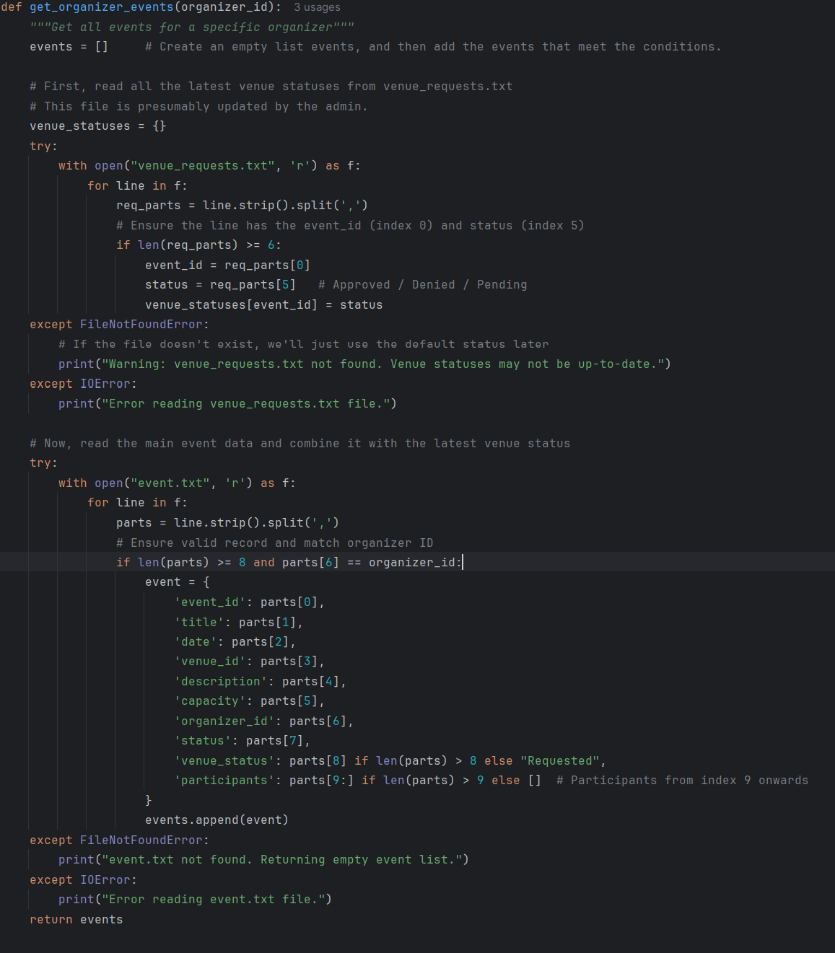 def get_organizer_events(organizer_id): 3 usages
    """Get all events for a specific organizer"""
    events = []     # Create an empty list events, and then add the events that meet the conditions.

    # First, read all the latest venue statuses from venue_requests.txt
    # This file is presumably updated by the admin.
    venue_statuses = {}
    try:
        with open("venue_requests.txt", 'r') as f:
            for line in f:
                req_parts = line.strip().split(',')
                # Ensure the line has the event_id (index 0) and status (index 5)
                if len(req_parts) >= 6:
                    event_id = req_parts[0]
                    status = req_parts[5]   # Approved / Denied / Pending
                    venue_statuses[event_id] = status
    except FileNotFoundError:
        # If the file doesn't exist, we'll just use the default status later
        print("Warning: venue_requests.txt not found. Venue statuses may not be up-to-date.")
    except IOError:
        print("Error reading venue_requests.txt file.")

    # Now, read the main event data and combine it with the latest venue status
    try:
        with open("event.txt", 'r') as f:
            for line in f:
                parts = line.strip().split(',')
                # Ensure valid record and match organizer ID
                if len(parts) >= 8 and parts[6] == organizer_id:
                    event = {
                        'event_id': parts[0],
                        'title': parts[1],
                        'date': parts[2],
                        'venue_id': parts[3],
                        'description': parts[4],
                        'capacity': parts[5],
                        'organizer_id': parts[6],
                        'status': parts[7],
                        'venue_status': parts[8] if len(parts) > 8 else "Requested",
                        'participants': parts[9:] if len(parts) > 9 else []  # Participants from index 9 onwards
                    }
                    events.append(event)
    except FileNotFoundError:
        print("event.txt not found. Returning empty event list.")
    except IOError:
        print("Error reading event.txt file.")
    return events